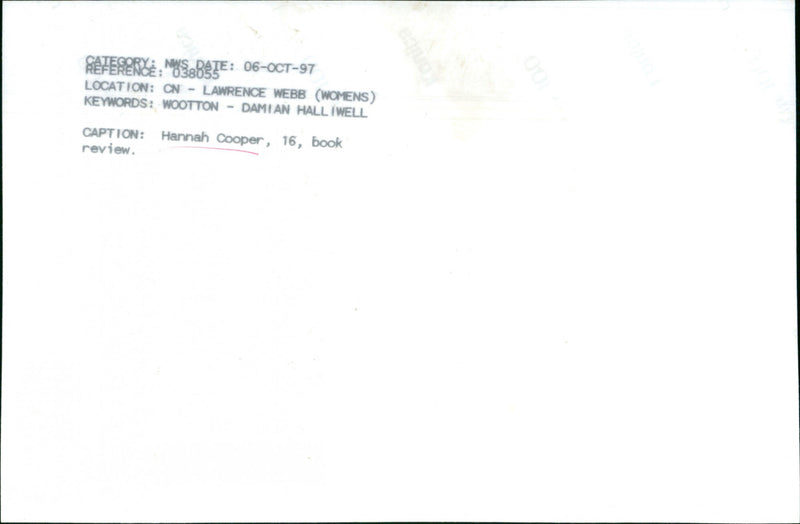 CATEGORY: NWS DATE: 06-OCT-97
REFERENCE: 038055
LOCATION: CN - LAWRENCE WEBB (WOMENS)
KEYWORDS: WOOTTON - DAMIAN HALLIWELL
CAPTION: Hannah Cooper, 16, book
review.